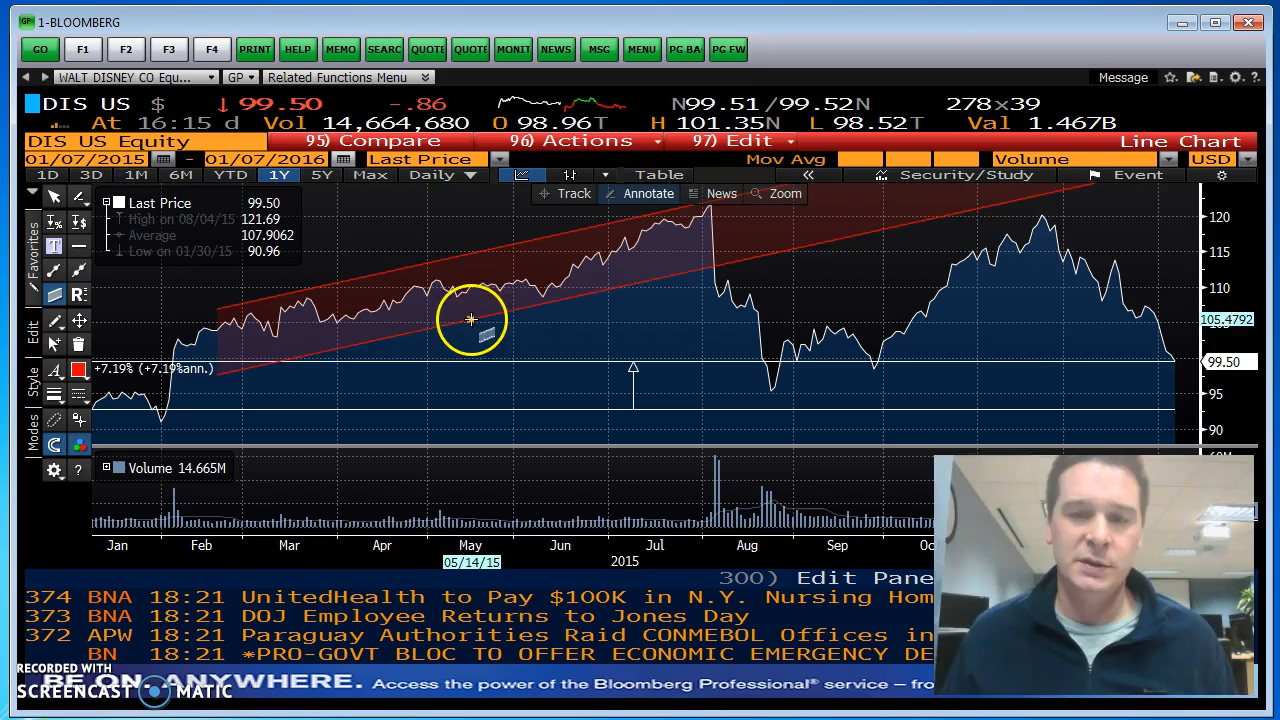 1-BLOOMBERG
GO F1 F2 F3 F4 PRINT HELP MEMO SEARC QUOTE QUOTE MONIT NEWS MSG MENU PG BA PG FW
WALT DISNEY CO Equ... GP Related Functions Menu Message
DIS US $ ↓ 99.50 -.86 N99.51/99.52N 278x39
At 16:15 d Vol 14,664,680 O 98.96T H 101.35N L 98.52T Val 1.467B
DIS US Equity 95) Compare 96) Actions 97) Edit Line Chart
01/07/2015 - 01/07/2016 Last Price Mov Avg Volume USD
1D 3D 1M 6M YTD 1Y 5Y Max Daily Table Security/Study Event
Track Annotate News Zoom
Favorites
Edit
Style
Modes
Last Price 99.50
High on 08/04/15 121.69
Average 107.9062
Low on 01/30/15 90.96
+7.19% (+7.19%ann.)
120
115
110
105.4792
99.50
95
90
Volume 14.665M
Jan Feb Mar Apr May Jun Jul Aug Sep
05/14/15 2015
300) Edit Pane
374 BNA 18:21 UnitedHealth to Pay $100K in N.Y. Nursing Hom
373 BNA 18:21 DOJ Employee Returns to Jones Day
372 APW 18:21 Paraguay Authorities Raid CONMEBOL Offices in
BN 18:21 *PRO-GOVT BLOC TO OFFER ECONOMIC EMERGENCY DE
BE ON ANYWHERE. Access the power of the Bloomberg Professional® service – fro
RECORDED WITH
SCREENCAST MATIC